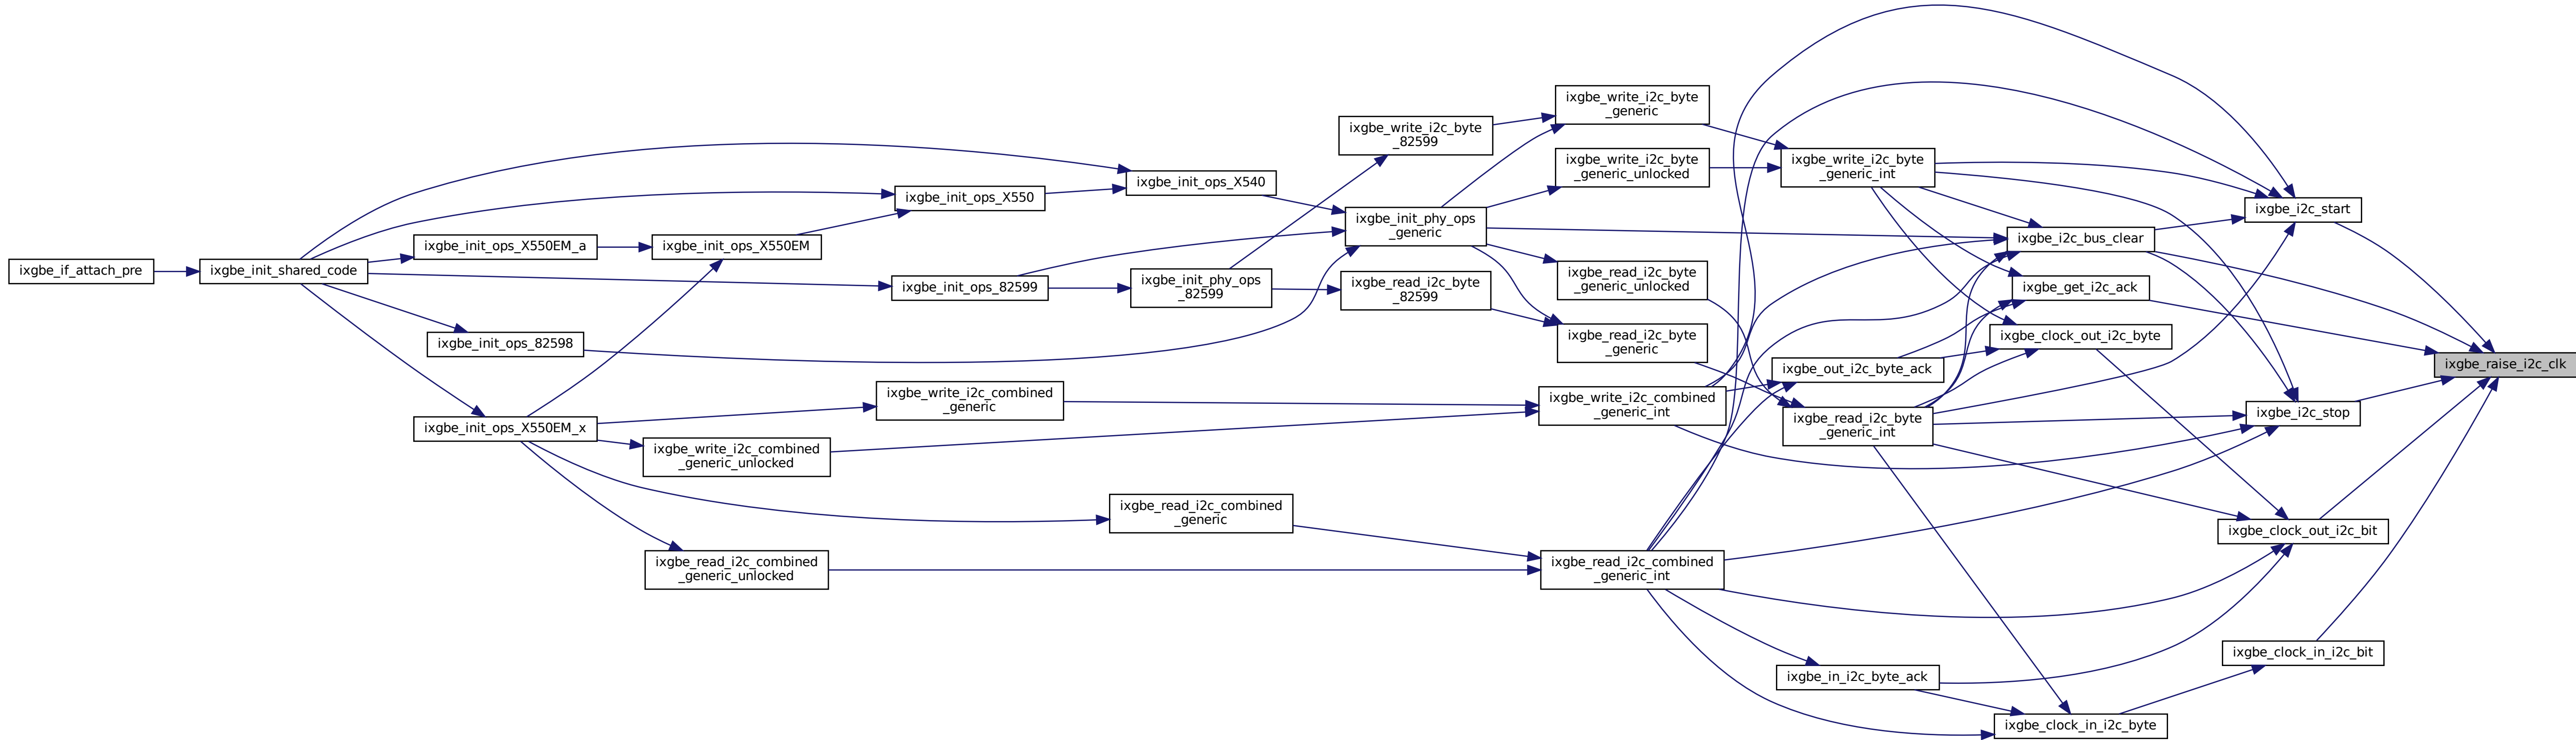 ixgbe_if_attach_pre
ixgbe_init_shared_code
ixgbe_init_ops_X550EM_a
ixgbe_init_ops_82598
ixgbe_init_ops_X550EM_x
ixgbe_init_ops_X550EM
ixgbe_write_i2c_combined
_generic_unlocked
ixgbe_read_i2c_combined
_generic_unlocked
ixgbe_init_ops_X550
ixgbe_init_ops_82599
ixgbe_write_i2c_combined
_generic
ixgbe_init_ops_X540
ixgbe_init_phy_ops
_82599
ixgbe_read_i2c_combined
_generic
ixgbe_write_i2c_byte
_82599
ixgbe_init_phy_ops
_generic
ixgbe_read_i2c_byte
_82599
ixgbe_write_i2c_byte
_generic
ixgbe_write_i2c_byte
_generic_unlocked
ixgbe_read_i2c_byte
_generic_unlocked
ixgbe_read_i2c_byte
_generic
ixgbe_write_i2c_combined
_generic_int
ixgbe_read_i2c_combined
_generic_int
ixgbe_write_i2c_byte
_generic_int
ixgbe_out_i2c_byte_ack
ixgbe_read_i2c_byte
_generic_int
ixgbe_in_i2c_byte_ack
ixgbe_i2c_bus_clear
ixgbe_get_i2c_ack
ixgbe_clock_out_i2c_byte
ixgbe_clock_in_i2c_byte
ixgbe_i2c_start
ixgbe_i2c_stop
ixgbe_clock_out_i2c_bit
ixgbe_clock_in_i2c_bit
ixgbe_raise_i2c_clk